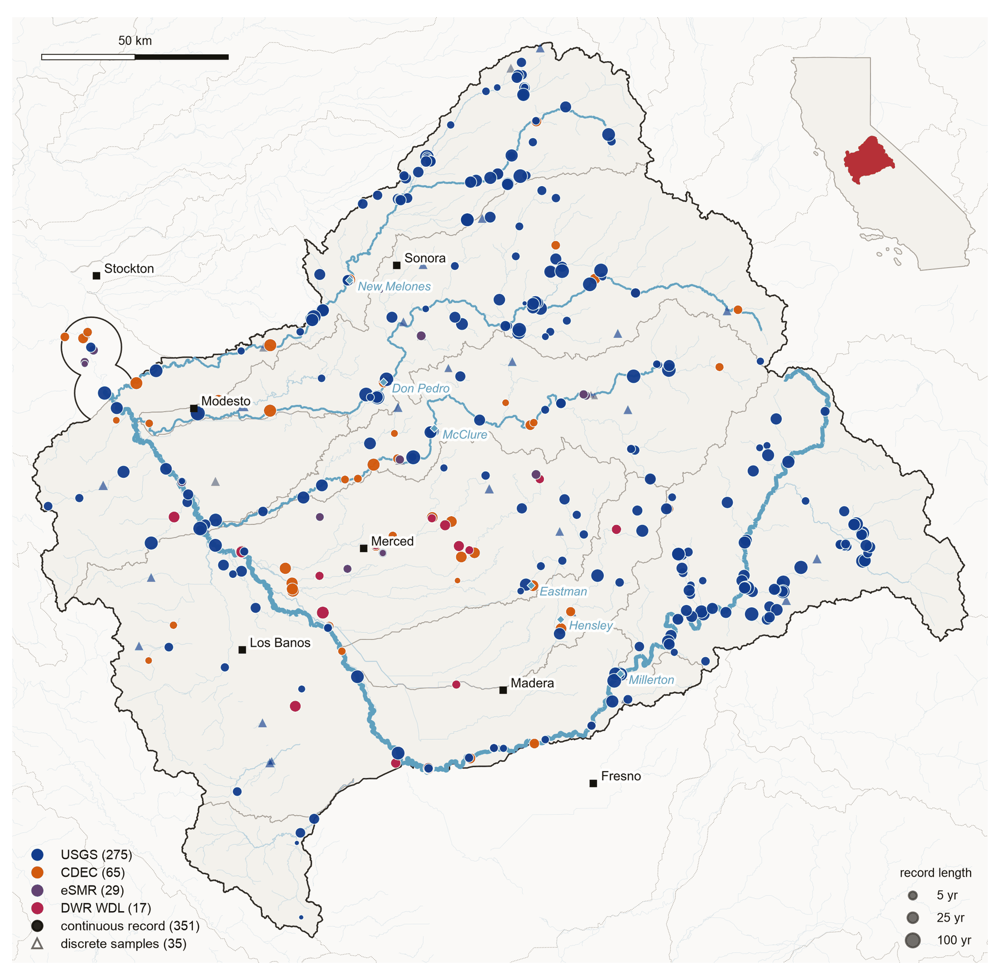 50 km
Stockton
Sonora
New Melones
Don Pedro
Modesto
McClure
Merced
Eastman
Hensley
Los Banos
Millerton
Madera
Fresno
USGS (275)
CDEC (65)
eSMR (29)
DWR WDL (17)
continuous record (351)
discrete samples (35)
record length
5 yr
25 yr
100 yr